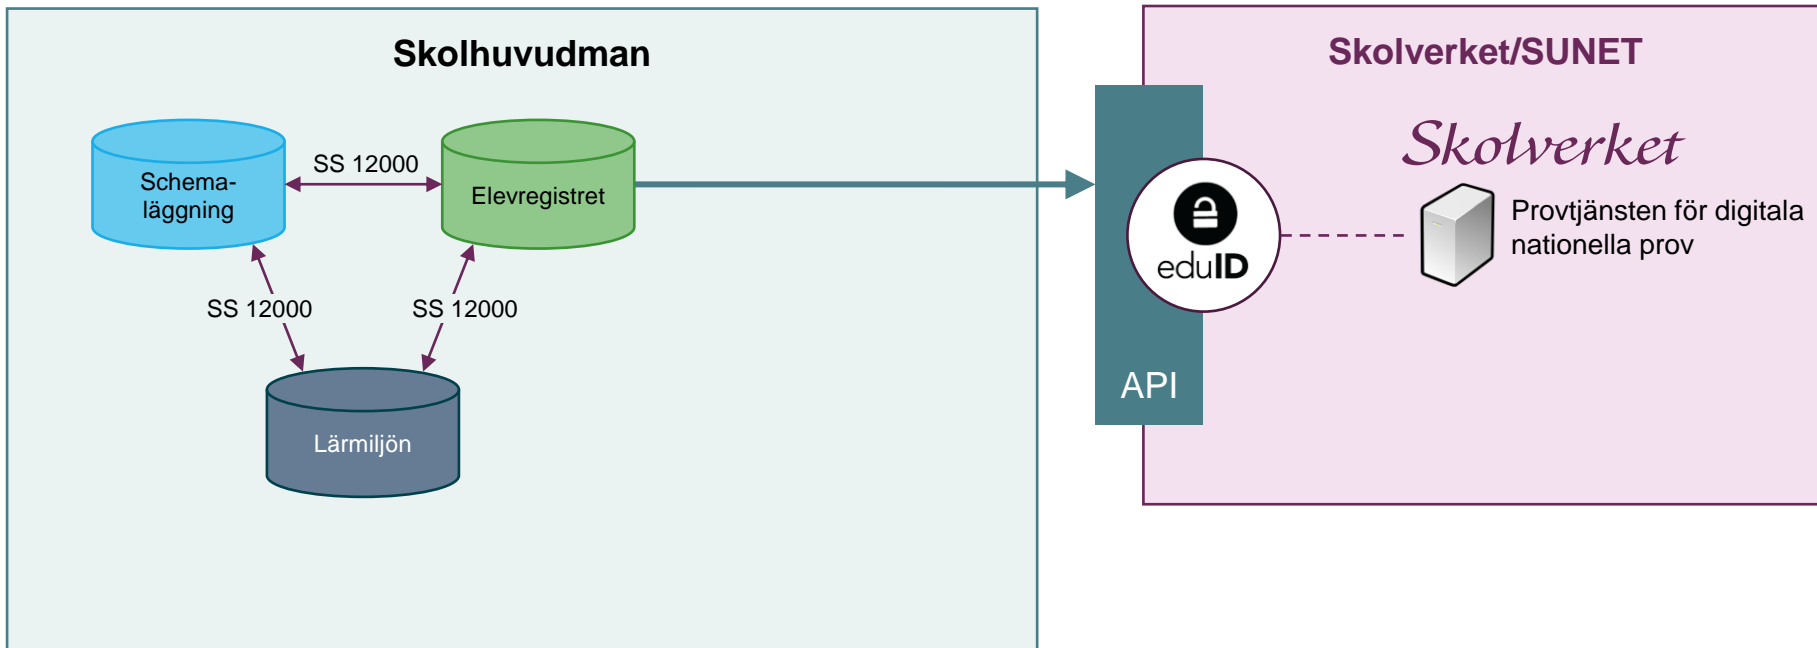 Skolhuvudman
Schema-
läggning
SS 12000
Elevregistret
SS 12000
SS 12000
Lärmiljön
API
eduID
Skolverket/SUNET
Skolverket
Provtjänsten för digitala
nationella prov